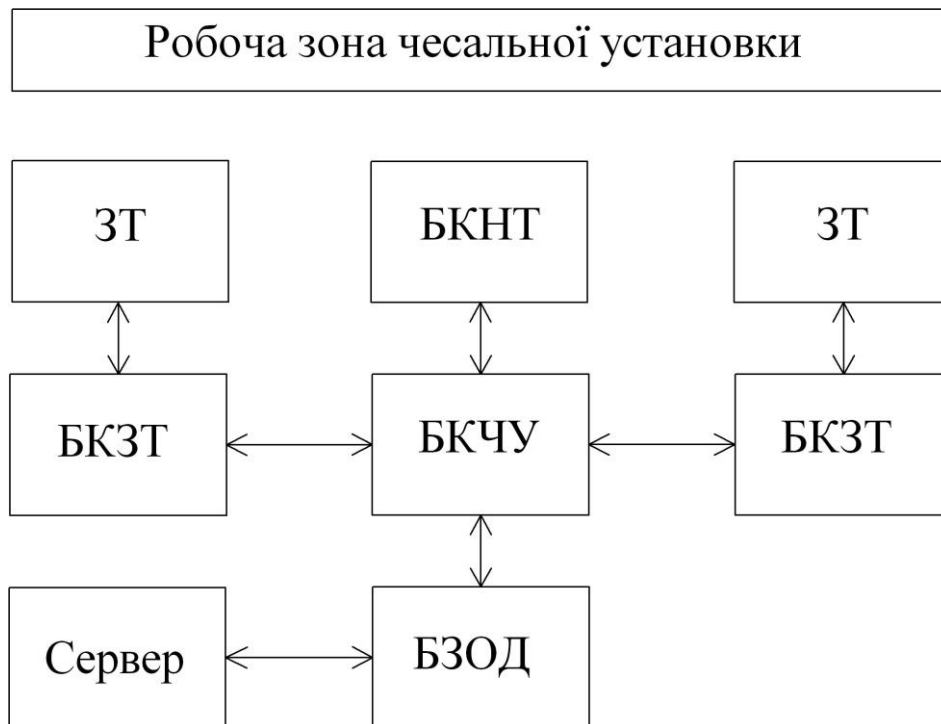 Робоча зона чесальної установки
ЗТ
БКНТ
ЗТ
БКЗТ
БКЧУ
БКЗТ
Сервер
БЗОД